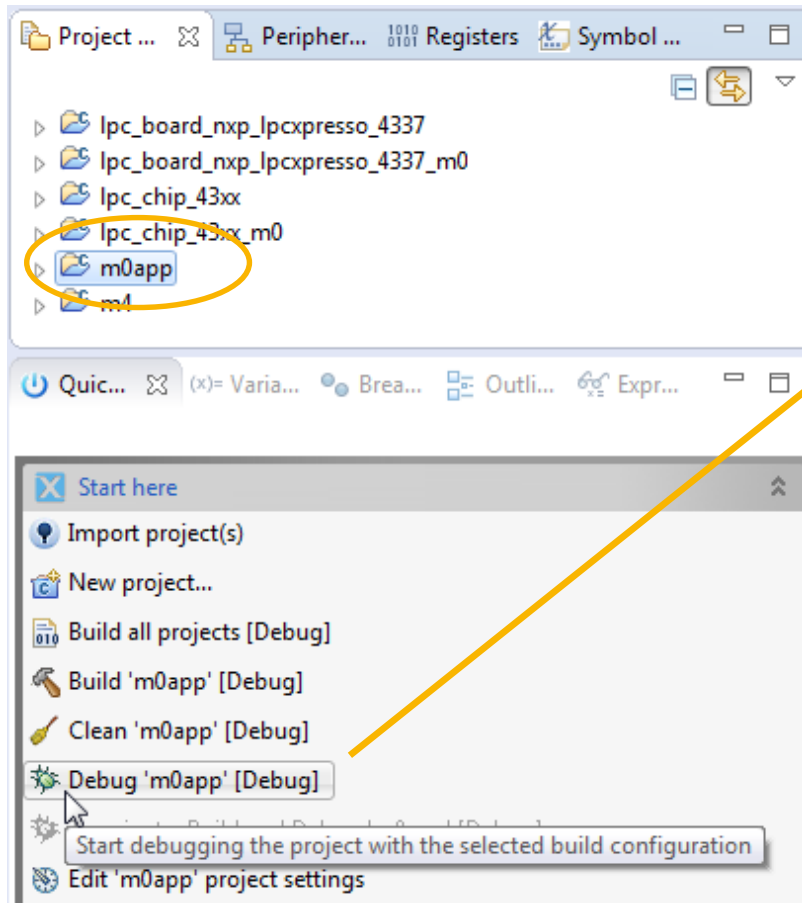 Project ... Peripher... Registers Symbol ...
lpc_board_nxp_lpcxpresso_4337
lpc_board_nxp_lpcxpresso_4337_m0
lpc_chip_43xx
lpc_chip_43xx_m0
m0app
m4
Quic... (x)= Varia... Brea... Outli... Expr...
Start here
Import project(s)
New project...
Build all projects [Debug]
Build 'm0app' [Debug]
Clean 'm0app' [Debug]
Debug 'm0app' [Debug]
Start debugging the project with the selected build configuration
Edit 'm0app' project settings